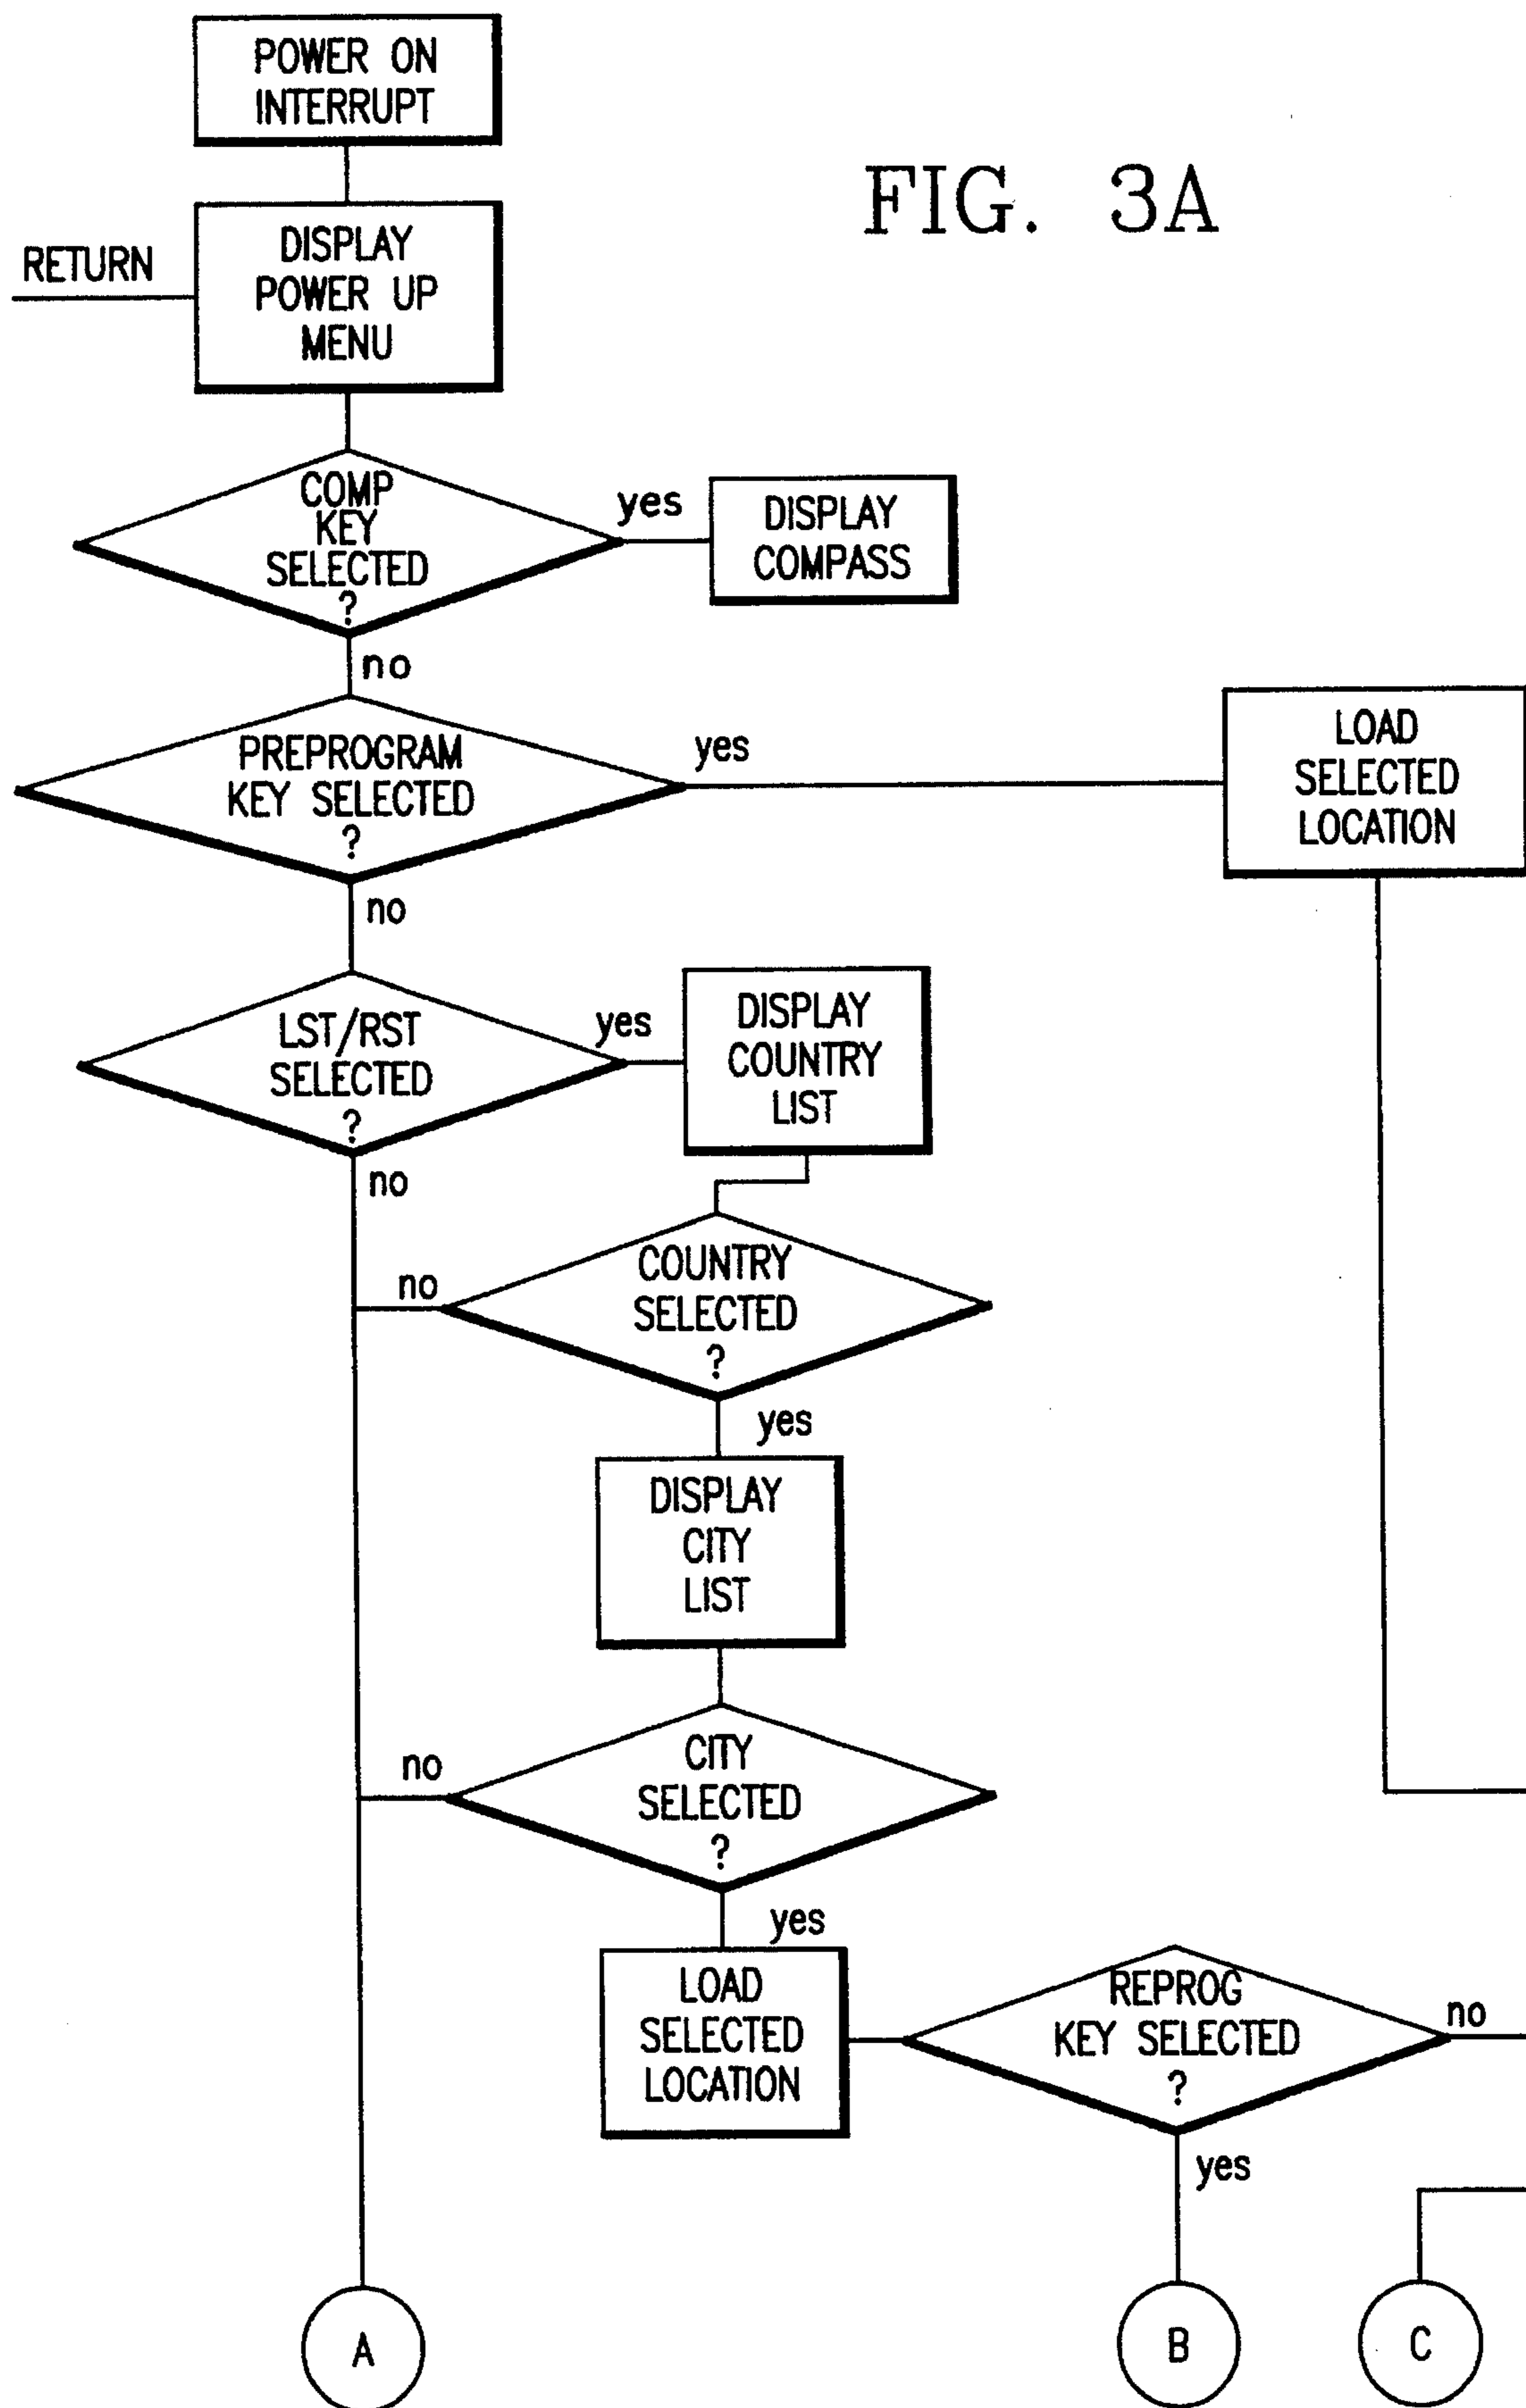 POWER ON
INTERRUPT
FIG. 3A
RETURN
DISPLAY
POWER UP
MENU
COMP
KEY
SELECTED
?
yes
DISPLAY
COMPASS
no
PREPROGRAM
KEY SELECTED
?
yes
LOAD
SELECTED
LOCATION
no
LST/RST
SELECTED
?
yes
DISPLAY
COUNTRY
LIST
no
COUNTRY
SELECTED
?
no
yes
DISPLAY
CITY
LIST
CITY
SELECTED
?
no
yes
LOAD
SELECTED
LOCATION
REPROG
KEY SELECTED
?
no
yes
A
B
C